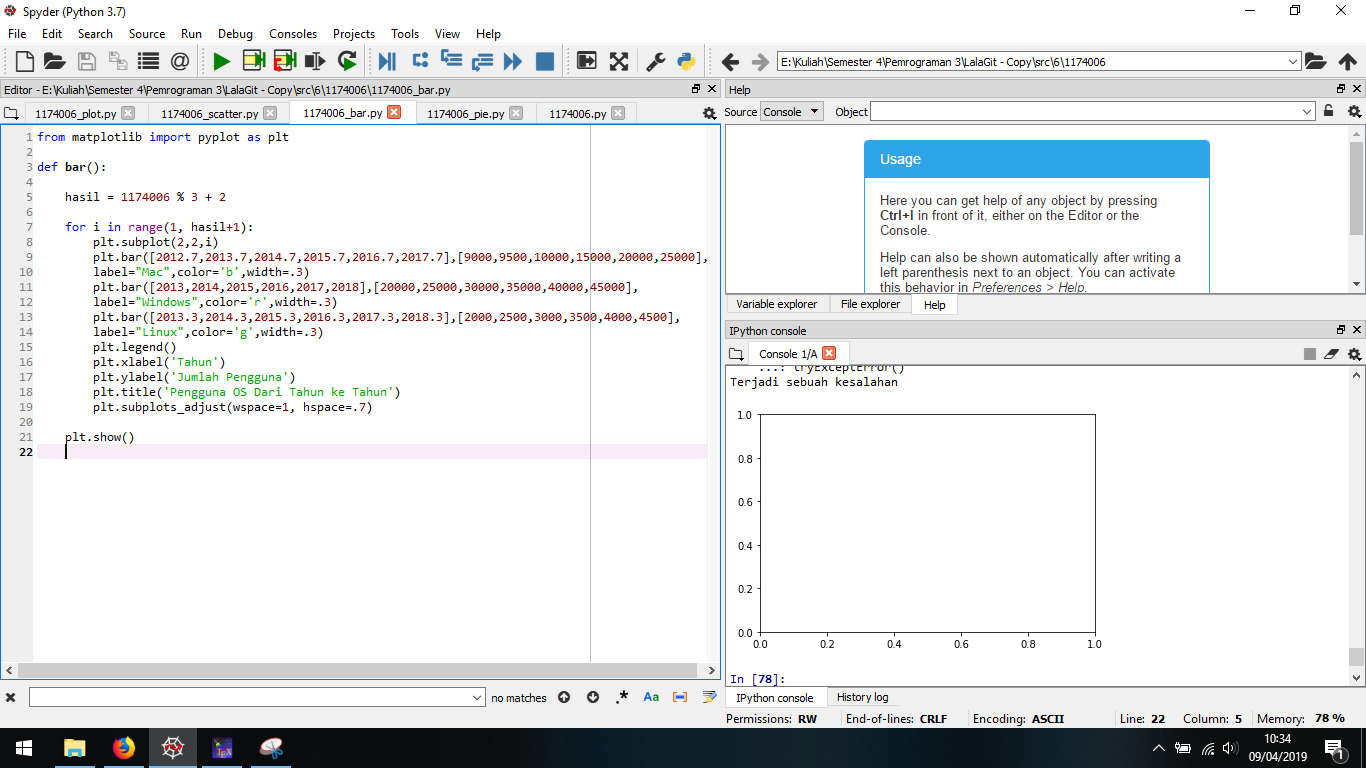 Spyder (Python 3.7)
File Edit Search Source Run Debug Consoles Projects Tools View Help
E:\Kuliah\Semester 4\Pemrograman 3\LalaGit - Copy\src\6\1174006
Editor - E:\Kuliah\Semester 4\Pemrograman 3\LalaGit - Copy\src\6\1174006\1174006_bar.py
1174006_plot.py 1174006_scatter.py 1174006_bar.py 1174006_pie.py 1174006.py
1 from matplotlib import pyplot as plt
2
3 def bar():
4
5     hasil = 1174006 % 3 + 2
6
7     for i in range(1, hasil+1):
8         plt.subplot(2,2,i)
9         plt.bar([2012.7,2013.7,2014.7,2015.7,2016.7,2017.7],[9000,9500,10000,15000,20000,25000],
10         label="Mac",color='b',width=.3)
11         plt.bar([2013,2014,2015,2016,2017,2018],[20000,25000,30000,35000,40000,45000],
12         label="Windows",color='r',width=.3)
13         plt.bar([2013.3,2014.3,2015.3,2016.3,2017.3,2018.3],[2000,2500,3000,3500,4000,4500],
14         label="Linux",color='g',width=.3)
15         plt.legend()
16         plt.xlabel('Tahun')
17         plt.ylabel('Jumlah Pengguna')
18         plt.title('Pengguna OS Dari Tahun ke Tahun')
19         plt.subplots_adjust(wspace=1, hspace=.7)
20
21     plt.show()
22
no matches .* Aa
Help
Source Console Object
Usage
Here you can get help of any object by pressing
Ctrl+I in front of it, either on the Editor or the
Console.
Help can also be shown automatically after writing a
left parenthesis next to an object. You can activate
this behavior in Preferences > Help.
Variable explorer File explorer Help
IPython console
Console 1/A
...: tryExceptError()
Terjadi sebuah kesalahan
1.0
0.8
0.6
0.4
0.2
0.0
0.0 0.2 0.4 0.6 0.8 1.0
In [78]:
IPython console History log
Permissions: RW End-of-lines: CRLF Encoding: ASCII Line: 22 Column: 5 Memory: 78 %
10:34
09/04/2019
1